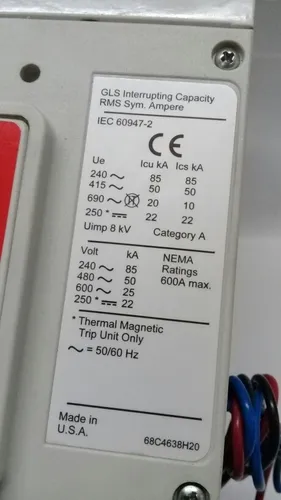 GLS Interrupting Capacity
RMS Sym. Ampere
IEC 60947-2
CE
Ue Icu kA Ics kA
240 ~ 85 85
415 ~ 50 50
690 ~ 20 10
250 * ⎓ 22 22
Uimp 8 kV Category A
Volt kA NEMA
240 ~ 85 Ratings
480 ~ 50 600A max.
600 ~ 25
250 * ⎓ 22
* Thermal Magnetic
Trip Unit Only
~ = 50/60 Hz
Made in
U.S.A.
68C4638H20